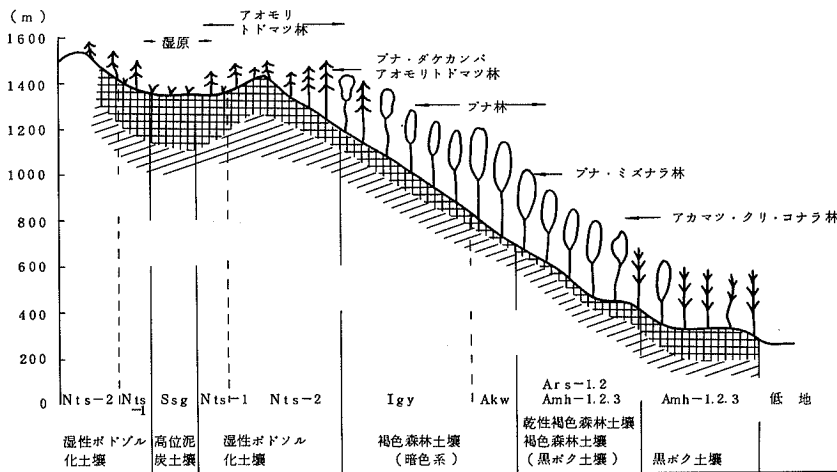 (m)
1600
1400
1200
1000
800
600
400
200
0
アオモリ
トドマツ林
湿原
ブナ・ダケカンバ
アオモリトドマツ林
ブナ林
ブナ・ミズナラ林
アカマツ・クリ・コナラ林
Nts-2
Nts
-1
Ssg
Nts-1
Nts-2
Igy
Akw
Ars-1.2
Amh-1.2.3
Amh-1.2.3
低地
湿性ポドゾル
化土壌
高位泥
炭土壌
湿性ポドソル
化土壌
褐色森林土壌
(暗色系)
乾性褐色森林土壌
褐色森林土壌
(黒ボク土壌)
黒ボク土壌